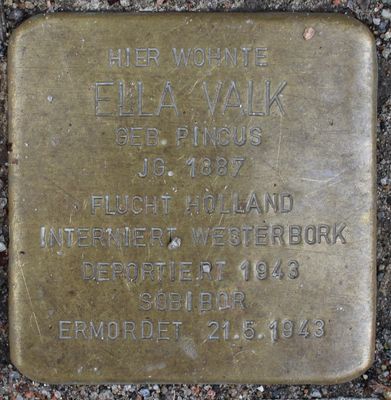 HIER WOHNTE
ELLA VALK
GEB. PINCUS
JG. 1887
FLUCHT HOLLAND
INTERNIERT WESTERBORK
DEPORTIERT 1943
SOBIBOR
ERMORDET 21.5.1943